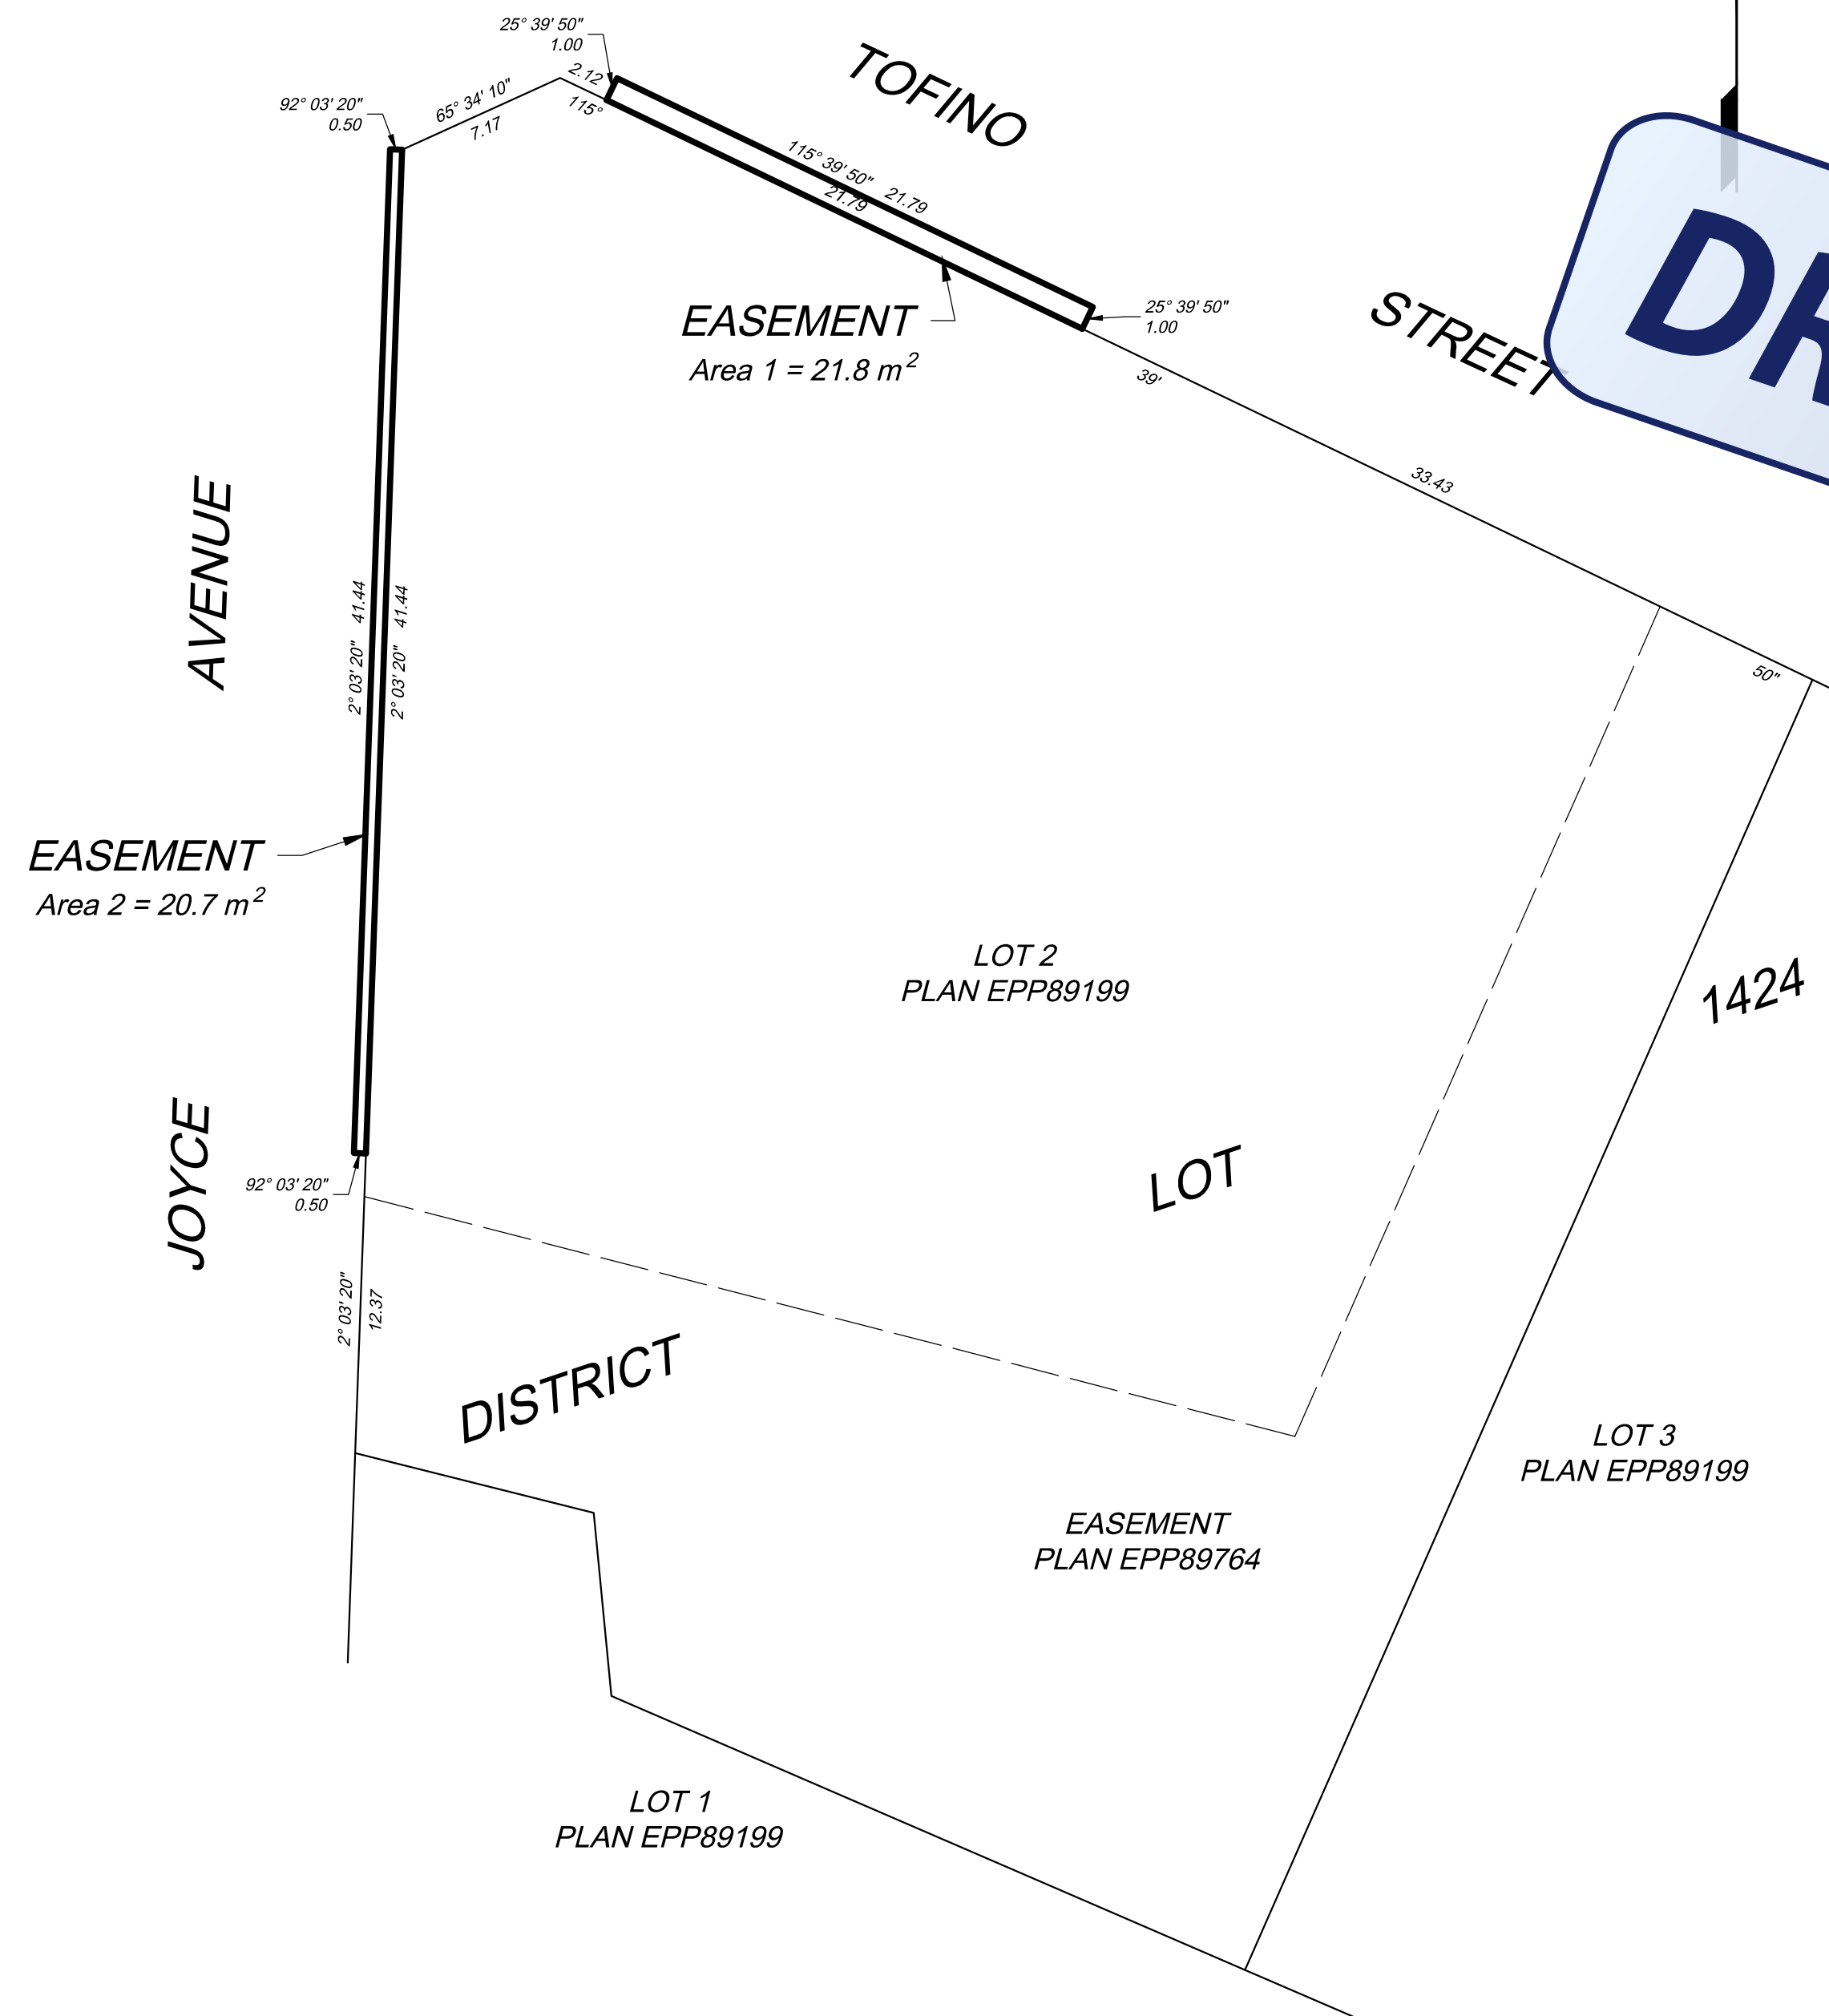 25° 39' 50"
1.00
2.12
115°
TOFINO
92° 03' 20"
0.50
65° 34' 10"
7.17
115° 39' 50" 21.79
21.79
EASEMENT
Area 1 = 21.8 m²
25° 39' 50"
1.00
STREET
39'
33.43
50"
AVENUE
2° 03' 20" 41.44
2° 03' 20" 41.44
EASEMENT
Area 2 = 20.7 m²
LOT 2
PLAN EPP89199
1424
JOYCE
92° 03' 20"
0.50
LOT
2° 03' 20"
12.37
DISTRICT
LOT 3
PLAN EPP89199
EASEMENT
PLAN EPP89764
LOT 1
PLAN EPP89199